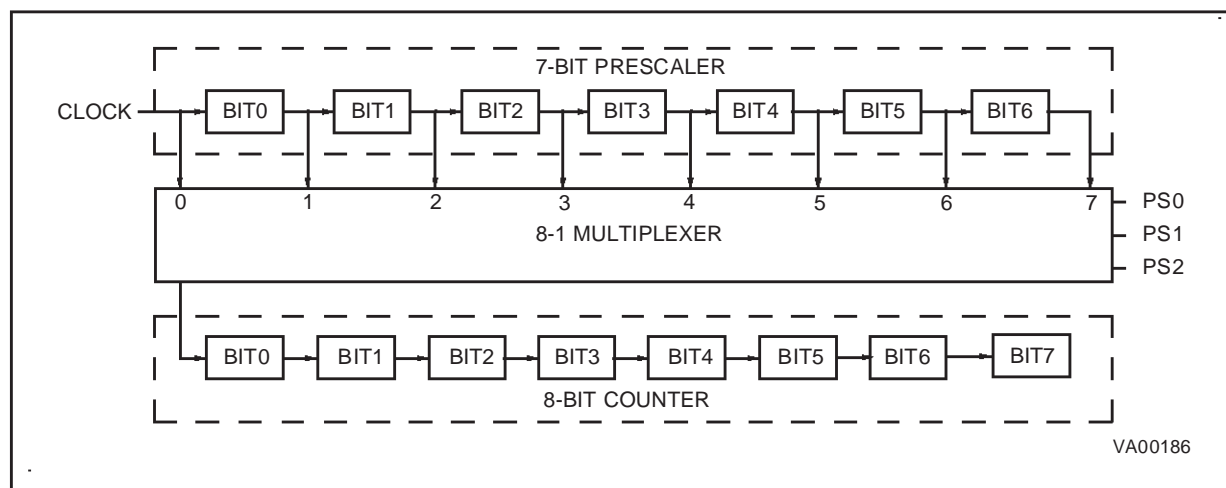 7-BIT PRESCALER
CLOCK BIT0 BIT1 BIT2 BIT3 BIT4 BIT5 BIT6
0 1 2 3 4 5 6 7 PS0
8-1 MULTIPLEXER PS1
PS2
BIT0 BIT1 BIT2 BIT3 BIT4 BIT5 BIT6 BIT7
8-BIT COUNTER
VA00186